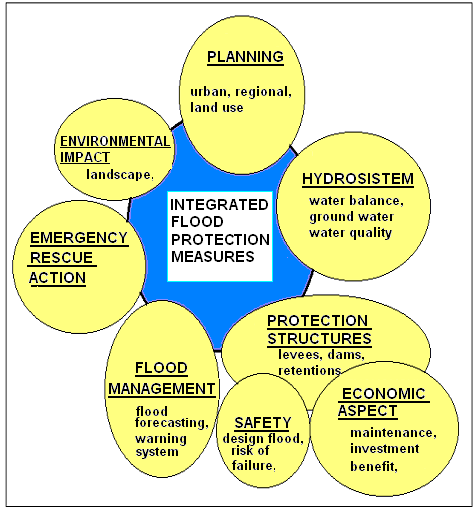 PLANNING
urban, regional,
land use
ENVIRONMENTAL
IMPACT
landscape,
HYDROSISTEM
water balance,
ground water
water quality
INTEGRATED
FLOOD
PROTECTION
MEASURES
EMERGENCY
RESCUE
ACTION
PROTECTION
STRUCTURES
levees, dams,
retentions
FLOOD
MANAGEMENT
flood
forecasting,
warning
system
SAFETY
design flood,
risk of
failure,
ECONOMIC
ASPECT
maintenance,
investment
benefit,